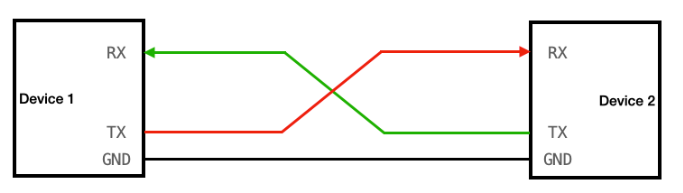 RX
RX
Device 1
Device 2
TX
TX
GND
GND